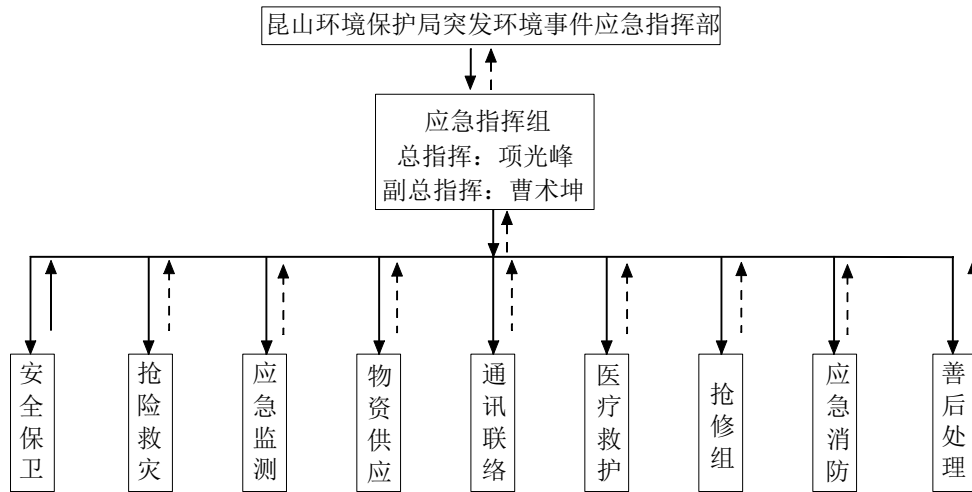 昆山环境保护局突发环境事件应急指挥部
应急指挥组
总指挥：项光峰
副总指挥：曹术坤
安全保卫
抢险救灾
应急监测
物资供应
通讯联络
医疗救护
抢修组
应急消防
善后处理